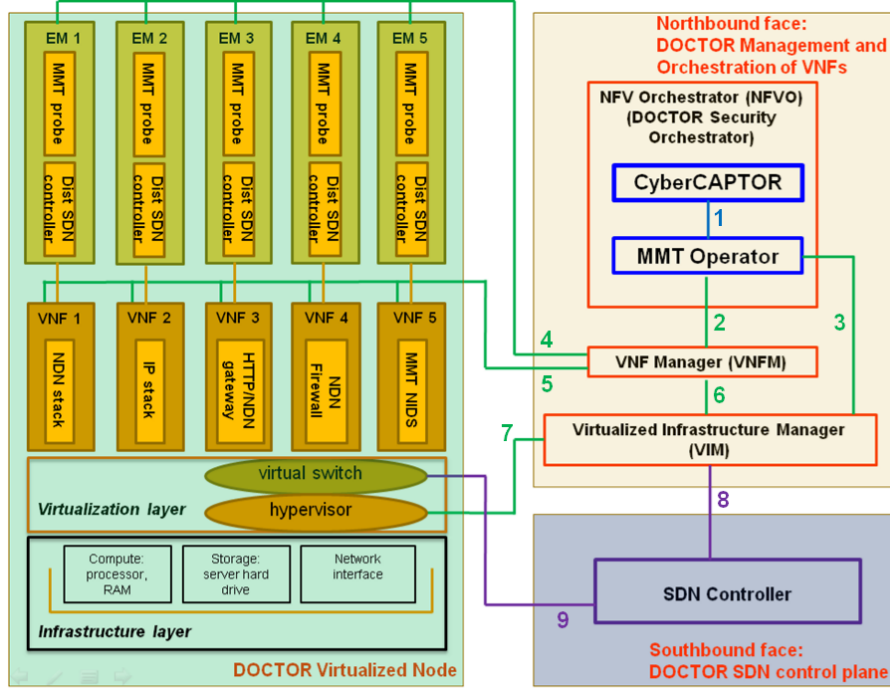 EM 1
EM 2
EM 3
EM 4
EM 5
MMT probe
MMT probe
MMT probe
MMT probe
MMT probe
Dist SDN
controller
Dist SDN
controller
Dist SDN
controller
Dist SDN
controller
Dist SDN
controller
VNF 1
VNF 2
VNF 3
VNF 4
VNF 5
NDN stack
IP stack
HTTP/NDN
gateway
NDN
Firewall
MMT NIDS
virtual switch
hypervisor
Virtualization layer
Compute:
processor,
RAM
Storage:
server hard
drive
Network
interface
Infrastructure layer
DOCTOR Virtualized Node
Northbound face:
DOCTOR Management and
Orchestration of VNFs
NFV Orchestrator (NFVO)
(DOCTOR Security
Orchestrator)
CyberCAPTOR
1
MMT Operator
2
3
4
VNF Manager (VNFM)
5
6
7
Virtualized Infrastructure Manager
(VIM)
8
SDN Controller
9
Southbound face:
DOCTOR SDN control plane